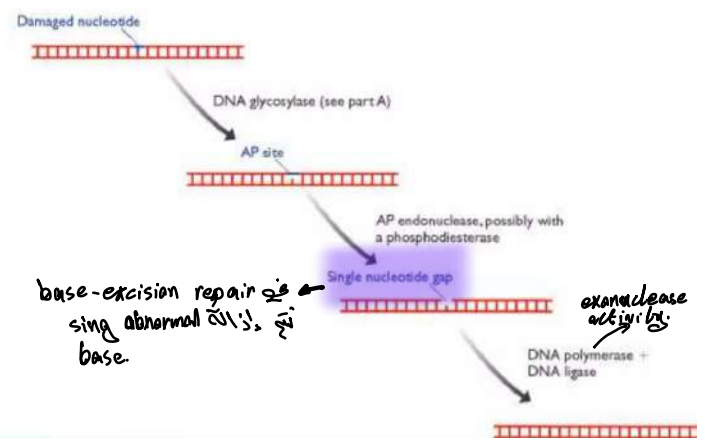 Damaged nucleotide
DNA glycosylase (see part A)
AP site
AP endonuclease, possibly with
a phosphodiesterase
Single nucleotide gap
base-excision repair
sing abnormal
base.
exonuclease
activity.
DNA polymerase +
DNA ligase